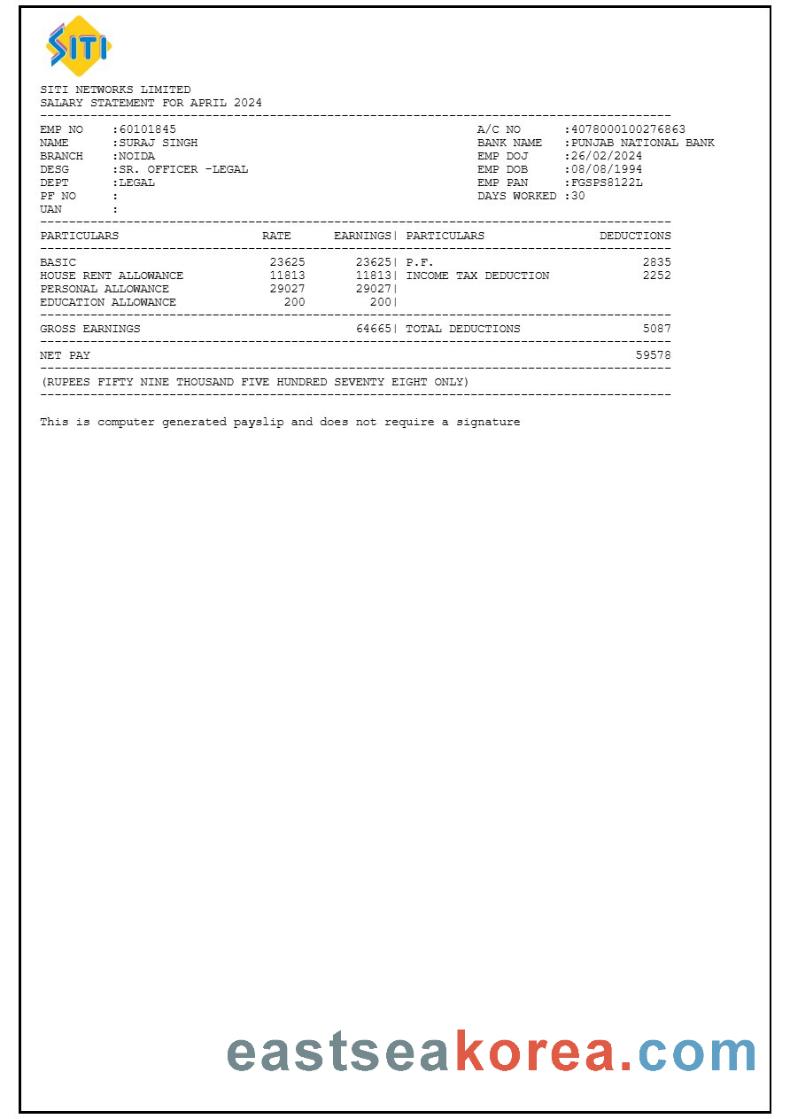 SITI
SITI NETWORKS LIMITED
SALARY STATEMENT FOR APRIL 2024
EMP NO :60101845 A/C NO :4078000100276863
NAME :SURAJ SINGH BANK NAME :PUNJAB NATIONAL BANK
BRANCH :NOIDA EMP DOJ :26/02/2024
DESG :SR. OFFICER -LEGAL EMP DOB :08/08/1994
DEPT :LEGAL EMP PAN :FGSPS8122L
PF NO : DAYS WORKED :30
UAN :
PARTICULARS RATE EARNINGS| PARTICULARS DEDUCTIONS
BASIC 23625 23625| P.F. 2835
HOUSE RENT ALLOWANCE 11813 11813| INCOME TAX DEDUCTION 2252
PERSONAL ALLOWANCE 29027 29027|
EDUCATION ALLOWANCE 200 200|
GROSS EARNINGS 64665| TOTAL DEDUCTIONS 5087
NET PAY 59578
(RUPEES FIFTY NINE THOUSAND FIVE HUNDRED SEVENTY EIGHT ONLY)
This is computer generated payslip and does not require a signature
eastseakorea.com